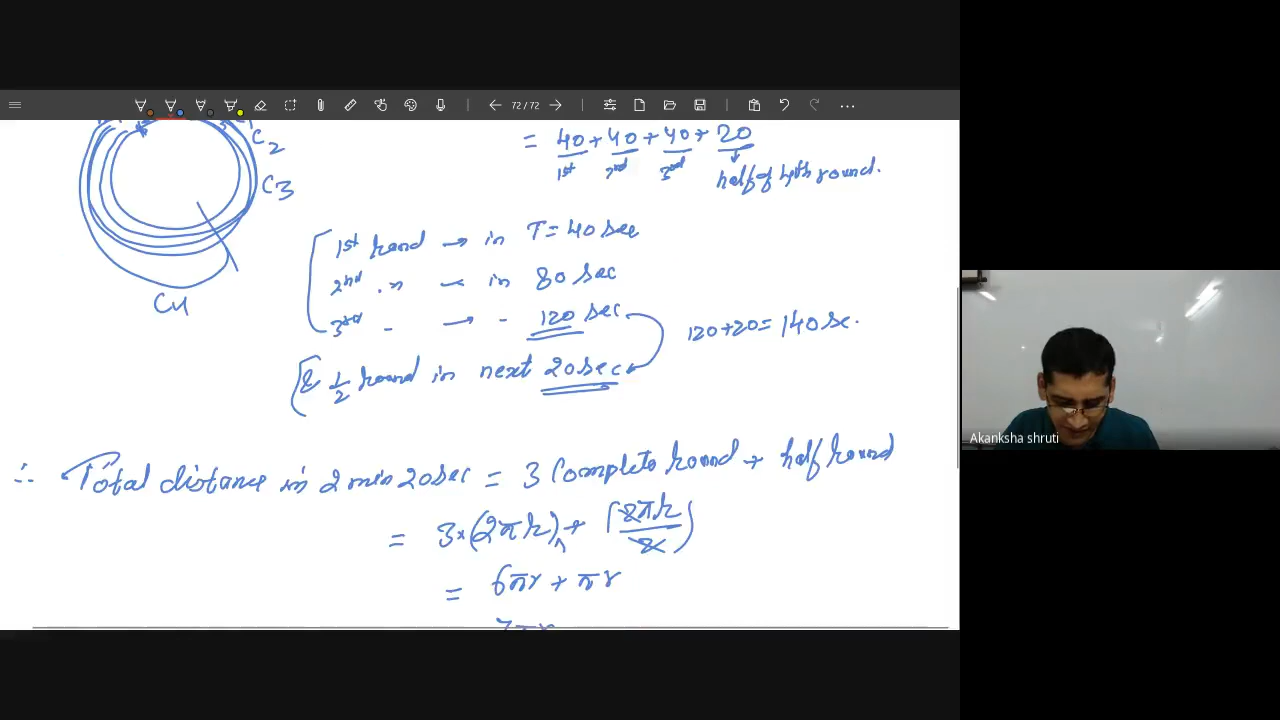 72 / 72
= 40 + 40 + 40 + 20
1st 2nd 3rd half of 4th round.
C2
C3
C4
1st round → in T = 40 sec
2nd " in 80 sec
3rd - → - 120 sec
120 + 20 = 140 sec.
& 1/2 round in next 20 sec
∴ Total distance in 2 min 20 sec = 3 Complete round + half round
= 3 × (2πr) + (2πr/2)
= 6πr + πr
7πr
Akanksha shruti